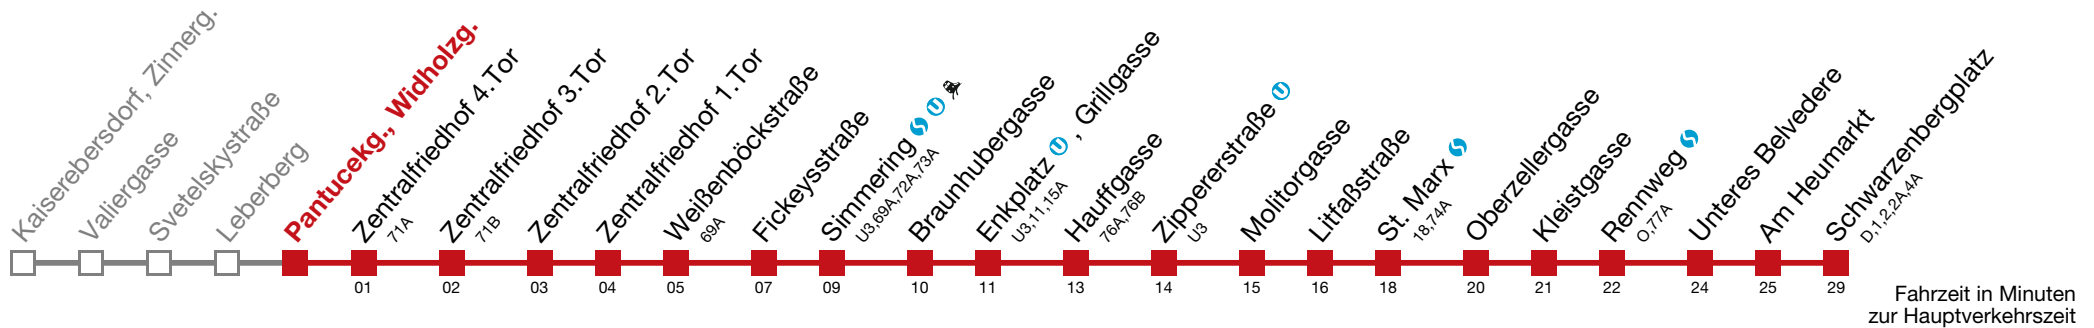 Kaiserebersdorf, Zinnerg.
Valiergasse
Svetelskystraße
Leberberg
Pantucekg., Widholzg.
Zentralfriedhof 4.Tor
71A
Zentralfriedhof 3.Tor
71B
Zentralfriedhof 2.Tor
Zentralfriedhof 1.Tor
Weißenböckstraße
69A
Fickeysstraße
Simmering S U
U3,69A,72A,73A
Braunhubergasse
Enkplatz U , Grillgasse
U3,11,15A
Hauffgasse
76A,76B
Zippererstraße U
U3
Molitorgasse
Litfaßstraße
St. Marx S
18,74A
Oberzellergasse
Kleistgasse
Rennweg S
O,77A
Unteres Belvedere
Am Heumarkt
Schwarzenbergplatz
D,1,2,2A,4A
01 02 03 04 05 07 09 10 11 13 14 15 16 18 20 21 22 24 25 29
Fahrzeit in Minuten
zur Hauptverkehrszeit